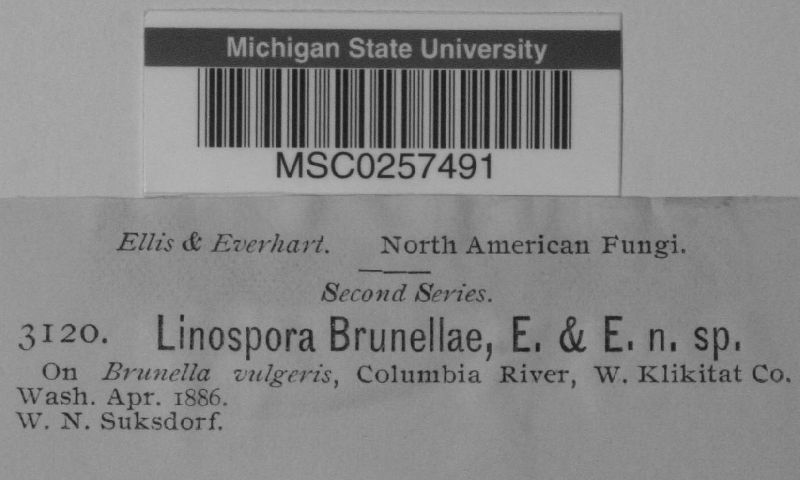 Michigan State University
MSC0257491
Ellis & Everhart. North American Fungi.
Second Series.
3120. Linospora Brunellae, E. & E. n. sp.
On Brunella vulgeris, Columbia River, W. Klikitat Co.
Wash. Apr. 1886.
W. N. Suksdorf.